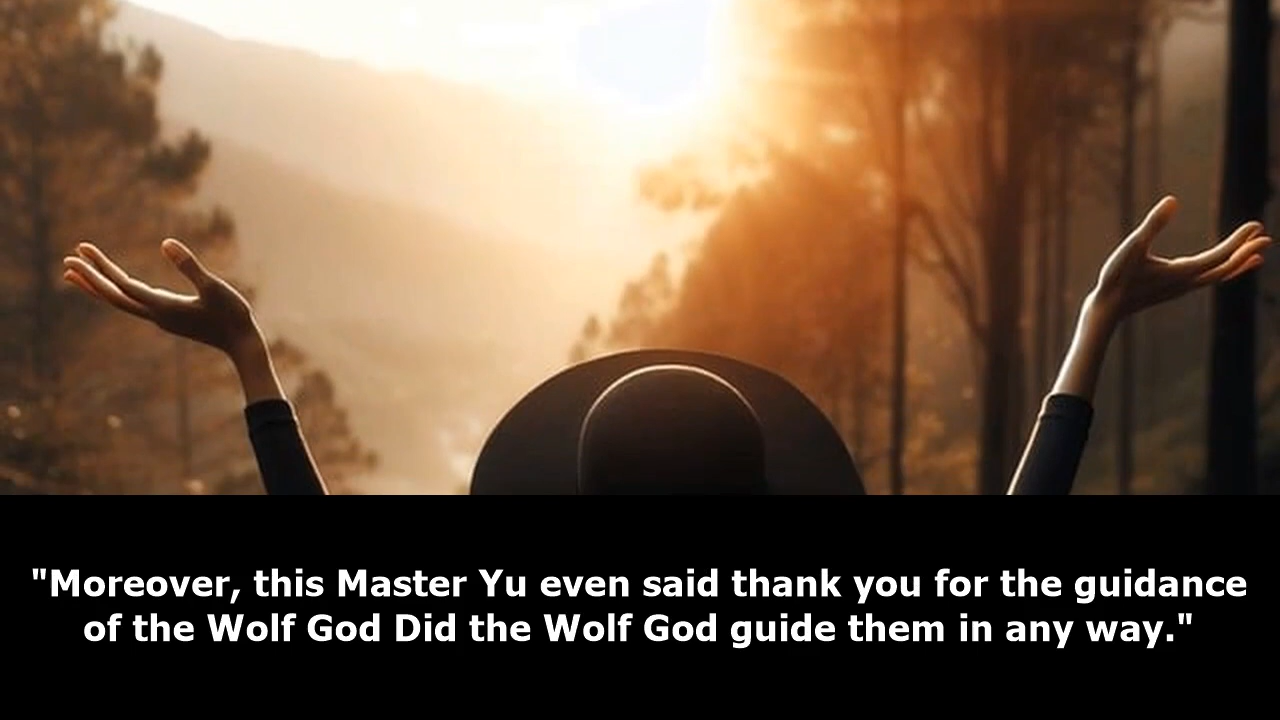 "Moreover, this Master Yu even said thank you for the guidance
of the Wolf God Did the Wolf God guide them in any way."